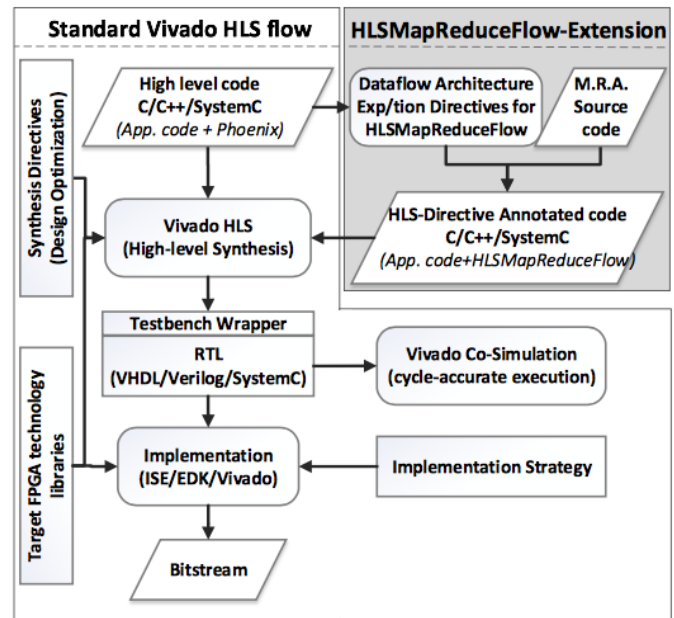 Standard Vivado HLS flow
HLSMapReduceFlow-Extension
Synthesis Directives
(Design Optimization)
High level code
C/C++/SystemC
(App. code + Phoenix)
Dataflow Architecture
Exp/tion Directives for
HLSMapReduceFlow
M.R.A.
Source
code
Vivado HLS
(High-level Synthesis)
HLS-Directive Annotated code
C/C++/SystemC
(App. code+HLSMapReduceFlow)
Testbench Wrapper
RTL
(VHDL/Verilog/SystemC)
Vivado Co-Simulation
(cycle-accurate execution)
Target FPGA technology
libraries
Implementation
(ISE/EDK/Vivado)
Implementation Strategy
Bitstream